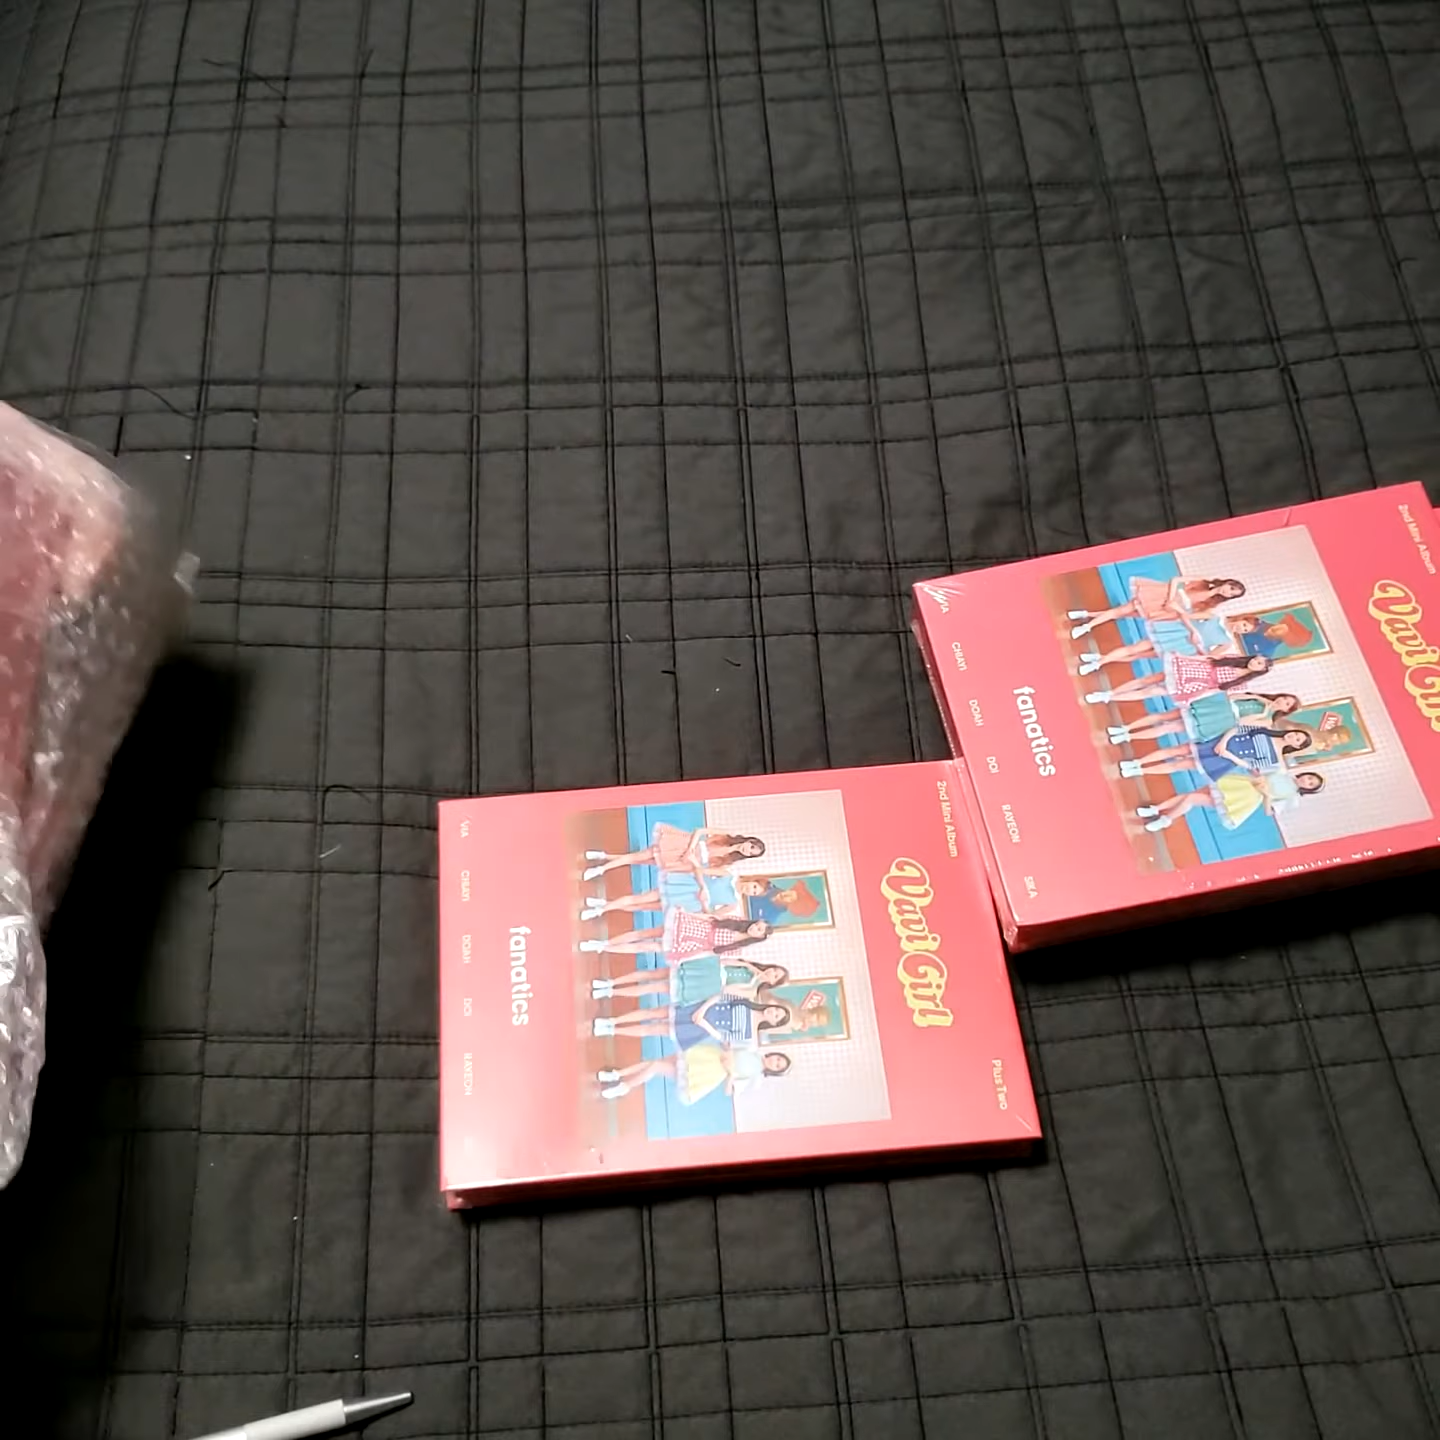 2nd Mini Album
Vavi Girl
Plus Two
fanatics
VIA CHIAYI DOAH DOI RAYEON
2nd Mini Album
Vavi Girl
fanatics
VIA CHIAYI DOAH DOI RAYEON SIKA